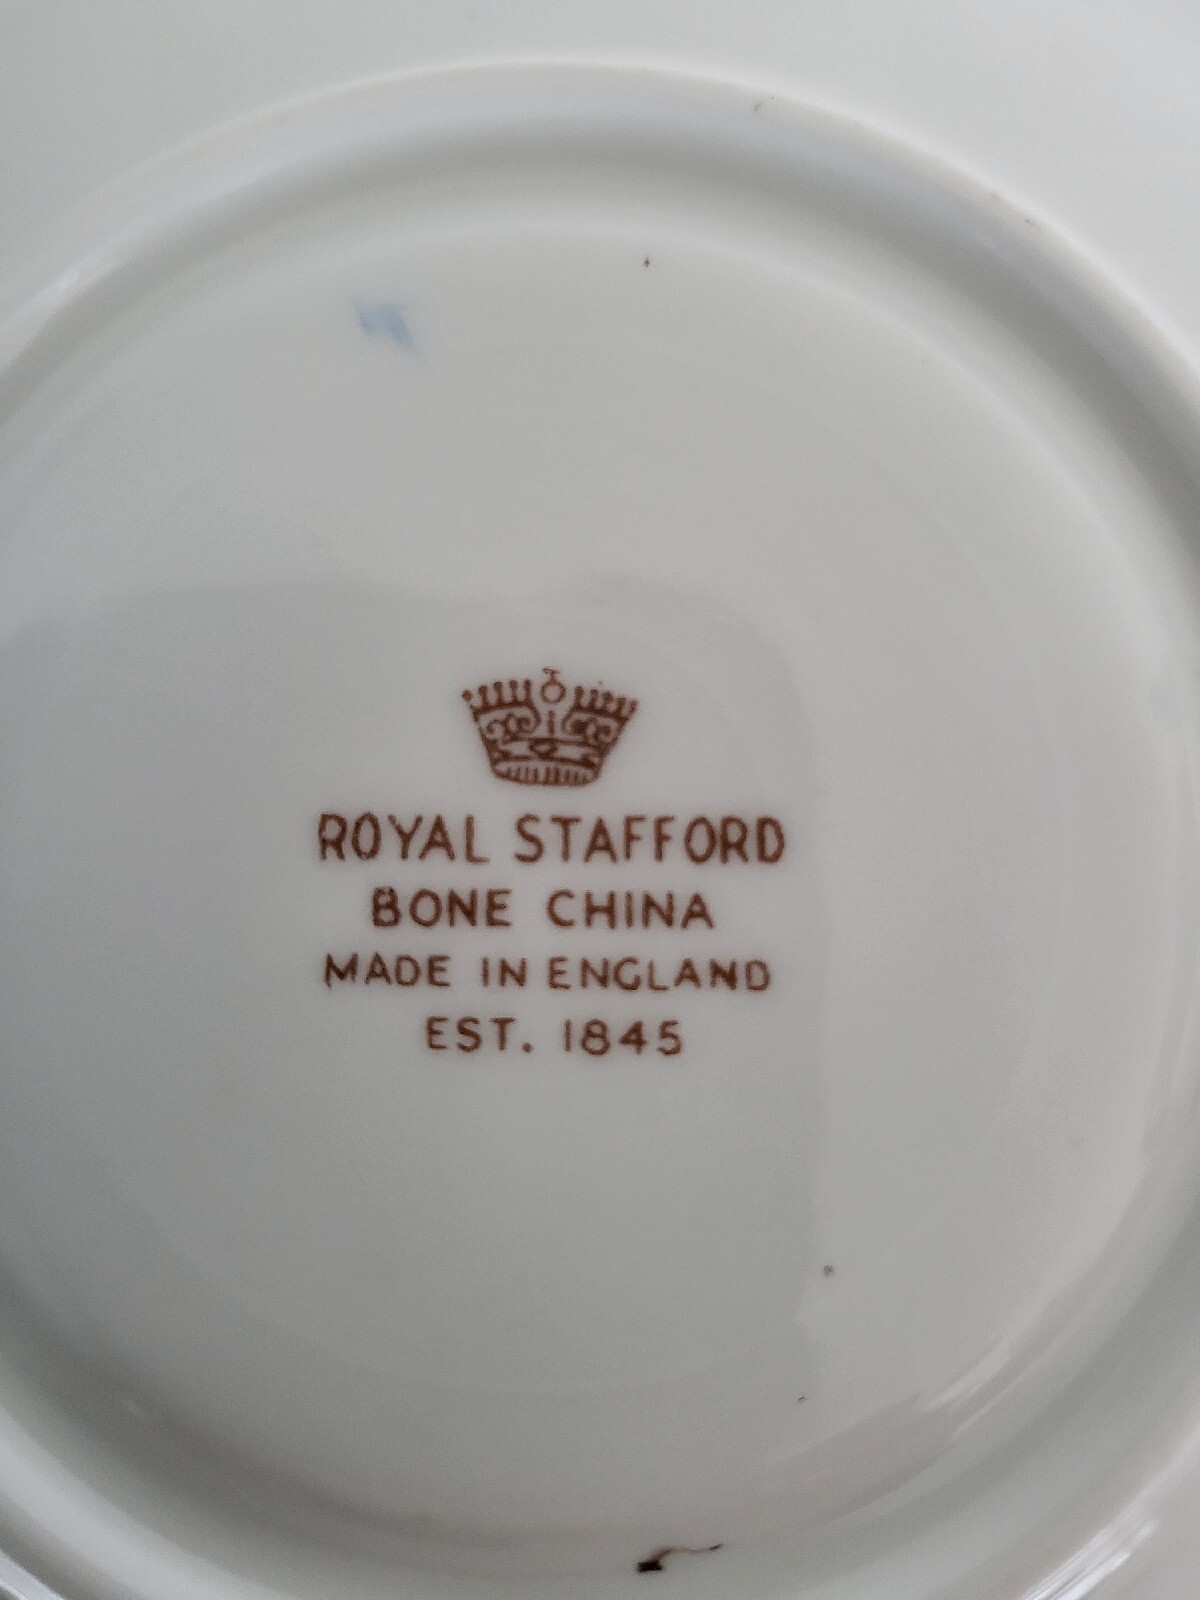 ROYAL STAFFORD
BONE CHINA
MADE IN ENGLAND
EST. 1845